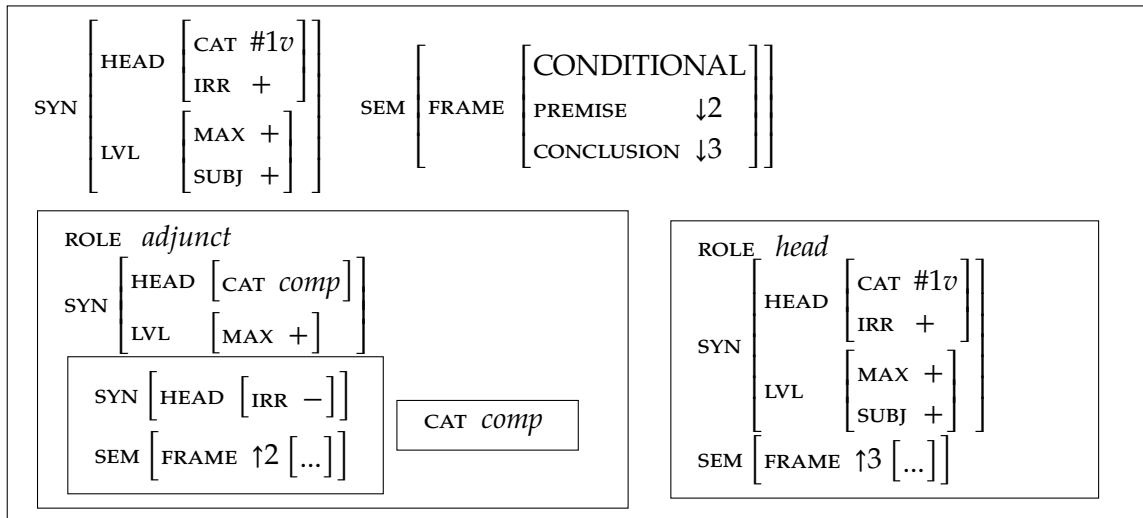 SYN [HEAD [CAT #1v, IRR +], LVL [MAX +, SUBJ +]]
SEM [FRAME [CONDITIONAL, PREMISE ↓2, CONCLUSION ↓3]]
ROLE adjunct
SYN [HEAD [CAT comp], LVL [MAX +]]
SYN [HEAD [IRR −]]
SEM [FRAME ↑2 [...]]
CAT comp
ROLE head
SYN [HEAD [CAT #1v, IRR +], LVL [MAX +, SUBJ +]]
SEM [FRAME ↑3 [...]]